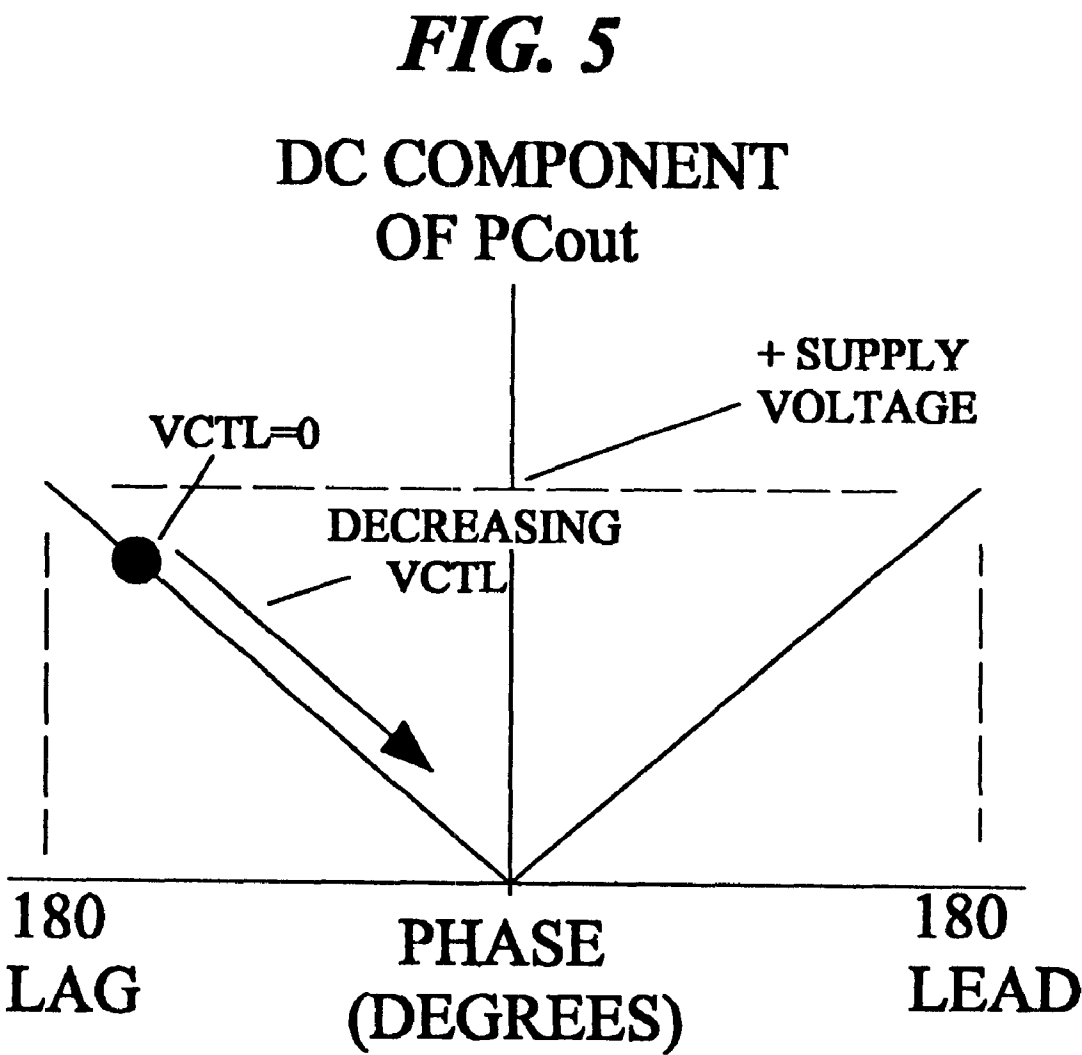 FIG. 5
DC COMPONENT
OF PCout
+ SUPPLY
VOLTAGE
VCTL=0
DECREASING
VCTL
180
LAG
PHASE
(DEGREES)
180
LEAD